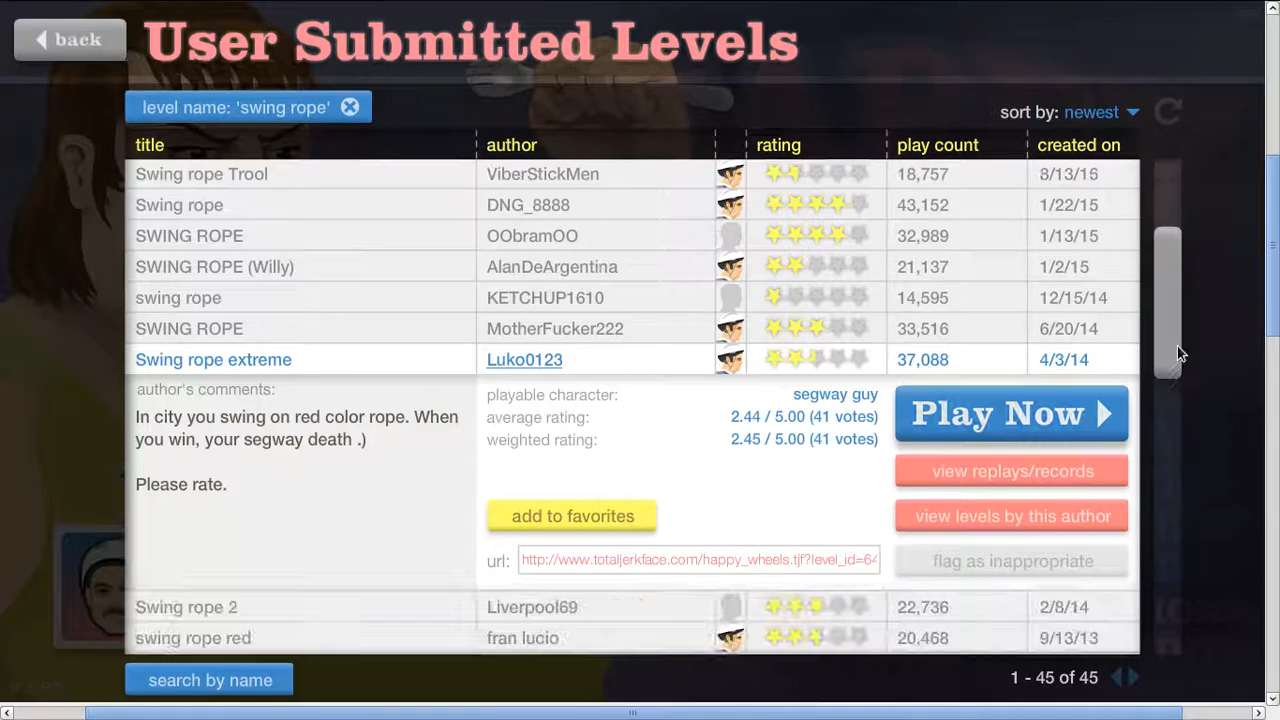 back
User Submitted Levels
level name: 'swing rope'
sort by: newest
title author rating play count created on
Swing rope Trool ViberStickMen 18,757 8/13/15
Swing rope DNG_8888 43,152 1/22/15
SWING ROPE OObramOO 32,989 1/13/15
SWING ROPE (Willy) AlanDeArgentina 21,137 1/2/15
swing rope KETCHUP1610 14,595 12/15/14
SWING ROPE MotherFucker222 33,516 6/20/14
Swing rope extreme Luko0123 37,088 4/3/14
author's comments:
In city you swing on red color rope. When
you win, your segway death .)
Please rate.
playable character: segway guy
average rating: 2.44 / 5.00 (41 votes)
weighted rating: 2.45 / 5.00 (41 votes)
add to favorites
url: http://www.totaljerkface.com/happy_wheels.tjf?level_id=64
Play Now
view replays/records
view levels by this author
flag as inappropriate
Swing rope 2 Liverpool69 22,736 2/8/14
swing rope red fran lucio 20,468 9/13/13
search by name
1 - 45 of 45